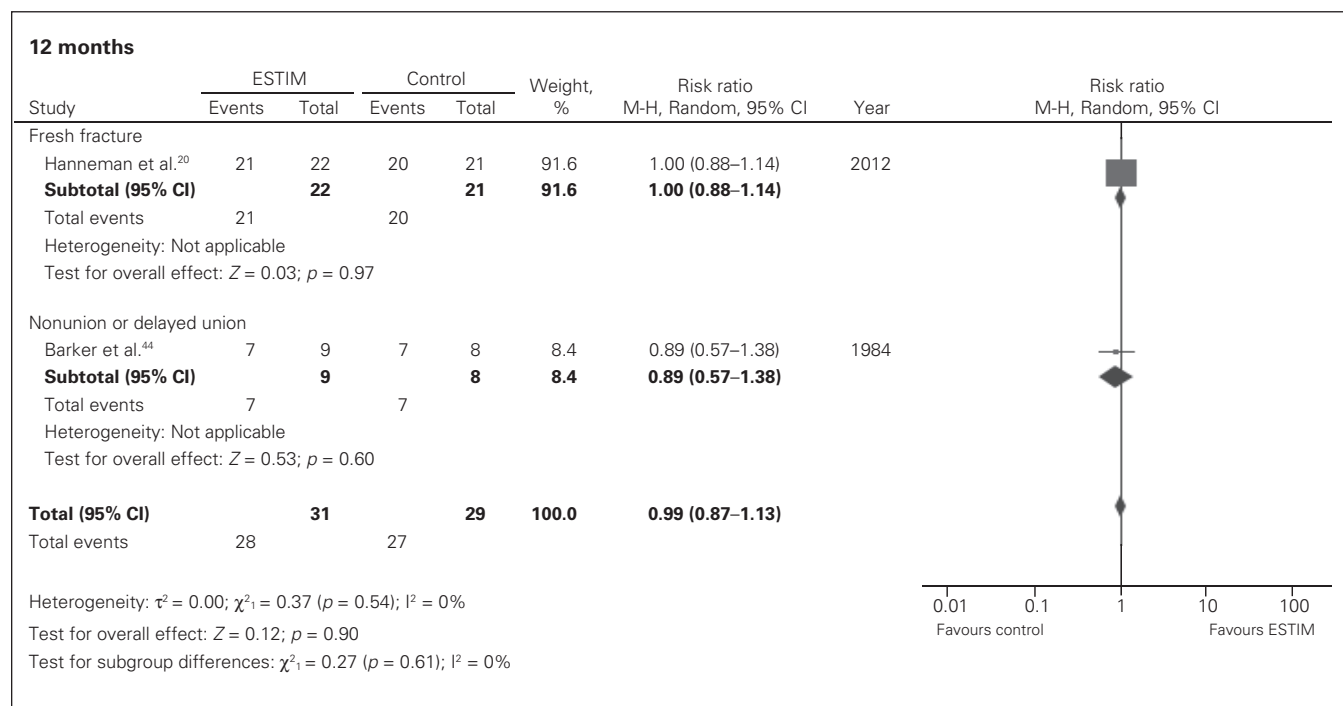 12 months
ESTIM Control Weight, Risk ratio Risk ratio
Study Events Total Events Total % M-H, Random, 95% CI Year M-H, Random, 95% CI
Fresh fracture
Hanneman et al.²⁰ 21 22 20 21 91.6 1.00 (0.88–1.14) 2012
Subtotal (95% CI) 22 21 91.6 1.00 (0.88–1.14)
Total events 21 20
Heterogeneity: Not applicable
Test for overall effect: Z = 0.03; p = 0.97
Nonunion or delayed union
Barker et al.⁴⁴ 7 9 7 8 8.4 0.89 (0.57–1.38) 1984
Subtotal (95% CI) 9 8 8.4 0.89 (0.57–1.38)
Total events 7 7
Heterogeneity: Not applicable
Test for overall effect: Z = 0.53; p = 0.60
Total (95% CI) 31 29 100.0 0.99 (0.87–1.13)
Total events 28 27
Heterogeneity: τ² = 0.00; χ²₁ = 0.37 (p = 0.54); I² = 0%
Test for overall effect: Z = 0.12; p = 0.90
Test for subgroup differences: χ²₁ = 0.27 (p = 0.61); I² = 0%
0.01 0.1 1 10 100
Favours control Favours ESTIM